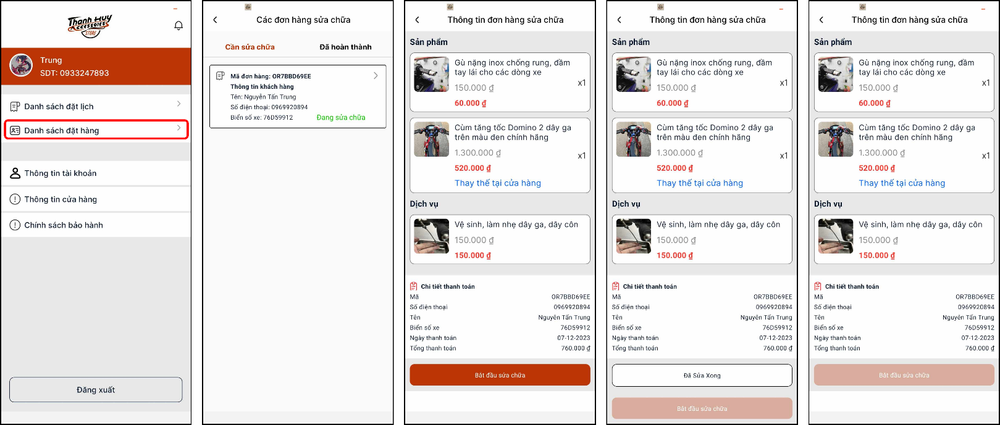 Thanh Huy
ACCESSORIES
STORE
Trung
SDT: 0933247893
Danh sách đặt lịch
Danh sách đặt hàng
Thông tin tài khoản
Thông tin cửa hàng
Chính sách bảo hành
Đăng xuất
Các đơn hàng sửa chữa
Cần sửa chữa
Đã hoàn thành
Mã đơn hàng: OR7BBD69EE
Thông tin khách hàng
Tên: Nguyễn Tấn Trung
Số điện thoại: 0969920894
Biển số xe: 76D59912
Đang sửa chữa
Thông tin đơn hàng sửa chữa
Sản phẩm
Gù nặng inox chống rung, đầm
tay lái cho các dòng xe
150.000 ₫
x1
60.000 ₫
Cùm tăng tốc Domino 2 dây ga
trên màu đen chính hãng
1.300.000 ₫
x1
520.000 ₫
Thay thế tại cửa hàng
Dịch vụ
Vệ sinh, làm nhẹ dây ga, dây côn
150.000 ₫
150.000 ₫
Chi tiết thanh toán
Mã OR7BBD69EE
Số điện thoại 0969920894
Tên Nguyễn Tấn Trung
Biển số xe 76D59912
Ngày thanh toán 07-12-2023
Tổng thanh toán 760.000 ₫
Bắt đầu sửa chữa
Thông tin đơn hàng sửa chữa
Sản phẩm
Gù nặng inox chống rung, đầm
tay lái cho các dòng xe
150.000 ₫
x1
60.000 ₫
Cùm tăng tốc Domino 2 dây ga
trên màu đen chính hãng
1.300.000 ₫
x1
520.000 ₫
Thay thế tại cửa hàng
Dịch vụ
Vệ sinh, làm nhẹ dây ga, dây côn
150.000 ₫
150.000 ₫
Chi tiết thanh toán
Mã OR7BBD69EE
Số điện thoại 0969920894
Tên Nguyễn Tấn Trung
Biển số xe 76D59912
Ngày thanh toán 07-12-2023
Tổng thanh toán 760.000 ₫
Đã Sửa Xong
Bắt đầu sửa chữa
Thông tin đơn hàng sửa chữa
Sản phẩm
Gù nặng inox chống rung, đầm
tay lái cho các dòng xe
150.000 ₫
x1
60.000 ₫
Cùm tăng tốc Domino 2 dây ga
trên màu đen chính hãng
1.300.000 ₫
x1
520.000 ₫
Thay thế tại cửa hàng
Dịch vụ
Vệ sinh, làm nhẹ dây ga, dây côn
150.000 ₫
150.000 ₫
Chi tiết thanh toán
Mã OR7BBD69EE
Số điện thoại 0969920894
Tên Nguyễn Tấn Trung
Biển số xe 76D59912
Ngày thanh toán 07-12-2023
Tổng thanh toán 760.000 ₫
Bắt đầu sửa chữa